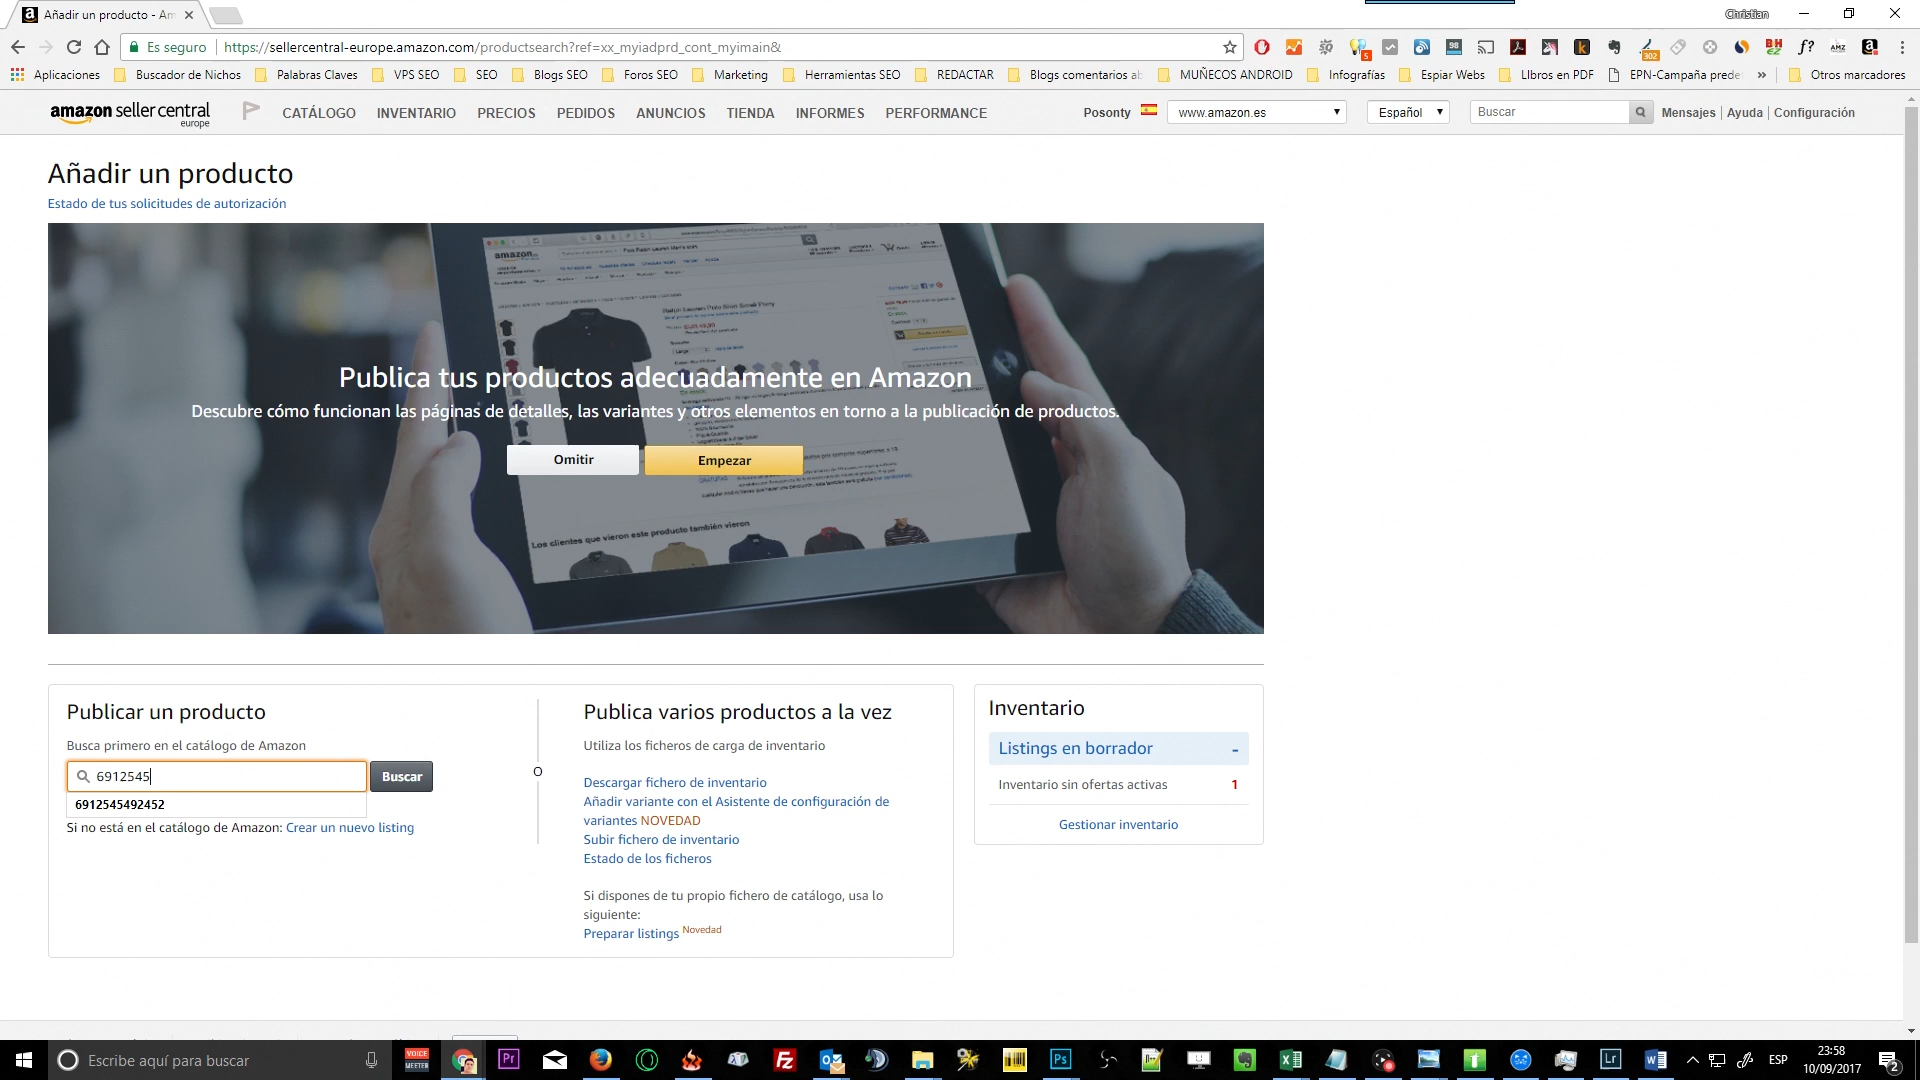 Añadir un producto - Am
Christian
Es seguro
https://sellercentral-europe.amazon.com/productsearch?ref=xx_myiadprd_cont_myimain&
Aplicaciones
Buscador de Nichos
Palabras Claves
VPS SEO
SEO
Blogs SEO
Foros SEO
Marketing
Herramientas SEO
REDACTAR
Blogs comentarios ab
MUÑECOS ANDROID
Infografías
Espiar Webs
LIbros en PDF
EPN-Campaña prede
»
Otros marcadores
amazon seller central
europe
CATÁLOGO
INVENTARIO
PRECIOS
PEDIDOS
ANUNCIOS
TIENDA
INFORMES
PERFORMANCE
Posonty
www.amazon.es
Español
Buscar
Mensajes | Ayuda | Configuración
Añadir un producto
Estado de tus solicitudes de autorización
Publica tus productos adecuadamente en Amazon
Descubre cómo funcionan las páginas de detalles, las variantes y otros elementos en torno a la publicación de productos.
Omitir
Empezar
Los clientes que vieron este producto también vieron
Publicar un producto
Busca primero en el catálogo de Amazon
6912545
Buscar
6912545492452
Si no está en el catálogo de Amazon: Crear un nuevo listing
O
Publica varios productos a la vez
Utiliza los ficheros de carga de inventario
Descargar fichero de inventario
Añadir variante con el Asistente de configuración de
variantes NOVEDAD
Subir fichero de inventario
Estado de los ficheros
Si dispones de tu propio fichero de catálogo, usa lo
siguiente:
Preparar listings Novedad
Inventario
Listings en borrador
-
Inventario sin ofertas activas 1
Gestionar inventario
Escribe aquí para buscar
ESP
23:58
10/09/2017
2